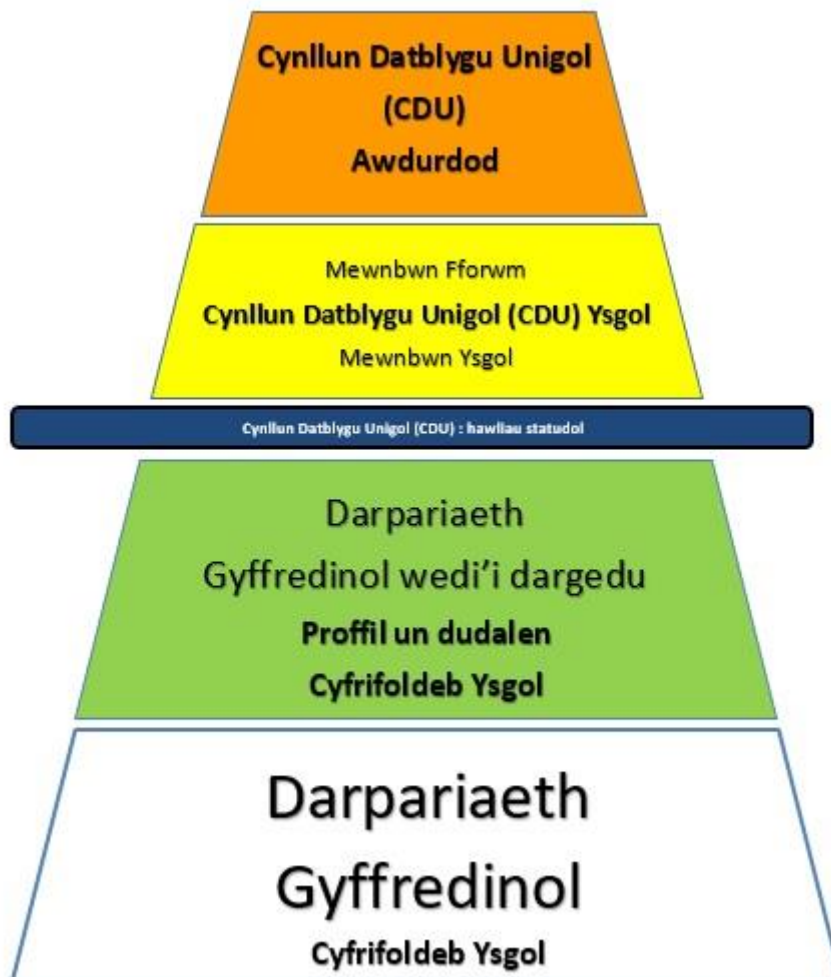 Cynllun Datblygu Unigol
(CDU)
Awdurdod
Mewnbwn Fforwm
Cynllun Datblygu Unigol (CDU) Ysgol
Mewnbwn Ysgol
Cynllun Datblygu Unigol (CDU) : hawliau statudol
Darpariaeth
Gyffredinol wedi’i dargedu
Proffil un dudalen
Cyfrifoldeb Ysgol
Darpariaeth
Gyffredinol
Cyfrifoldeb Ysgol